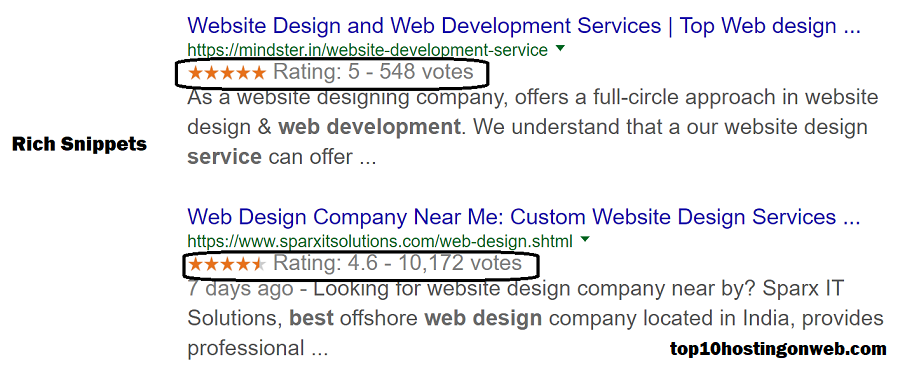 Website Design and Web Development Services | Top Web design ...
https://mindster.in/website-development-service
Rating: 5 - 548 votes
As a website designing company, offers a full-circle approach in website
design & web development. We understand that a our website design
Rich Snippets
service can offer ...
Web Design Company Near Me: Custom Website Design Services ...
https://www.sparxitsolutions.com/web-design.shtml
Rating: 4.6 - 10,172 votes
7 days ago - Looking for website design company near by? Sparx IT
Solutions, best offshore web design company located in India, provides
professional ...
top10hostingonweb.com